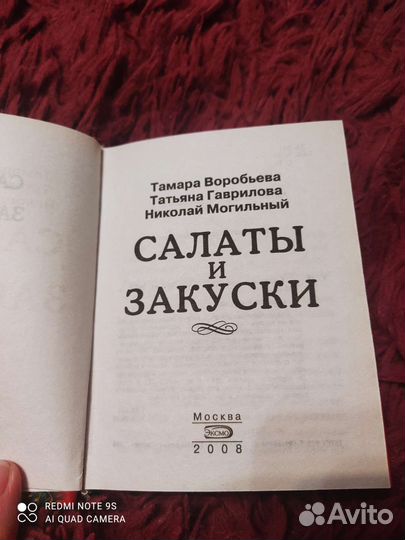 Тамара Воробьева
Татьяна Гаврилова
Николай Могильный
САЛАТЫ
И
ЗАКУСКИ
Москва
ЭКСМО
2008
REDMI NOTE 9S
AI QUAD CAMERA
Avito